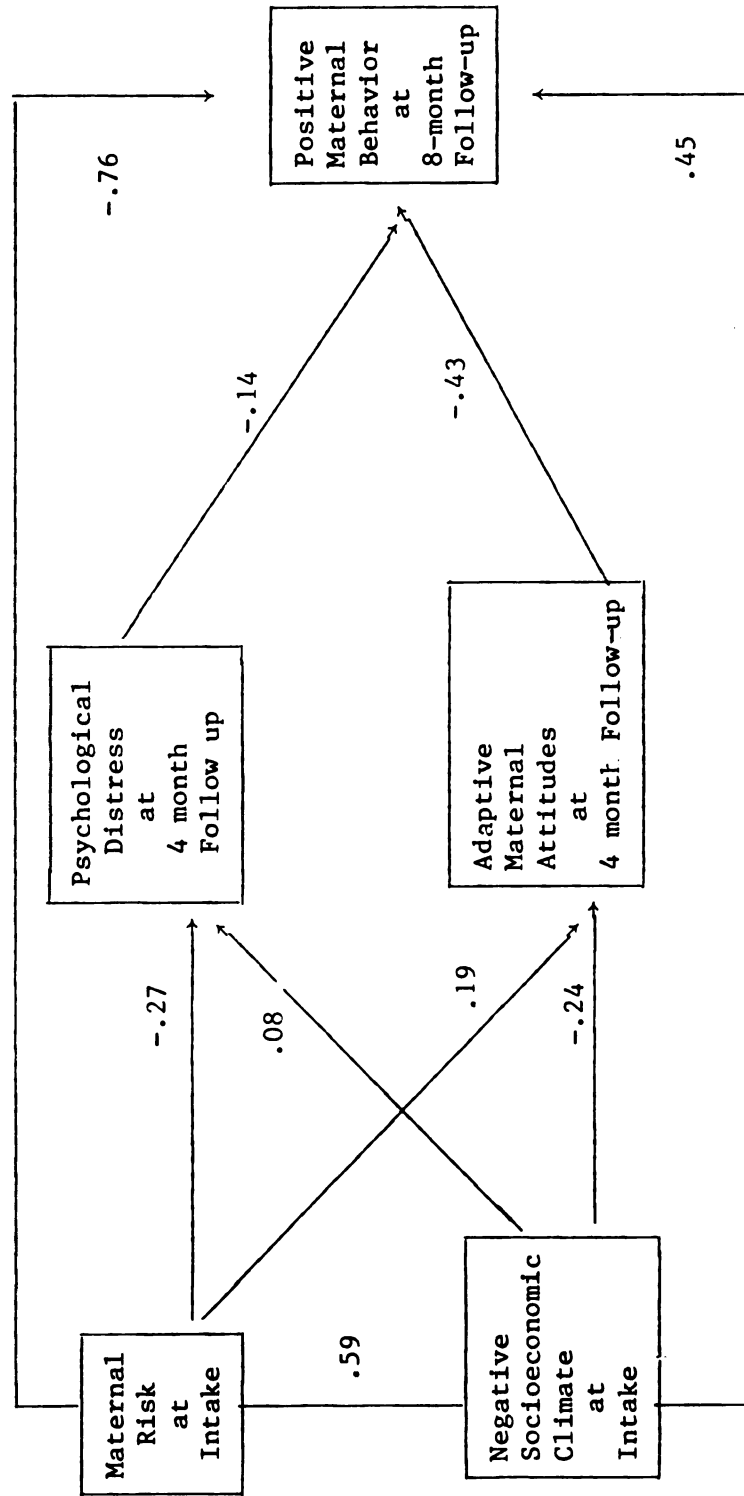 Maternal
Risk
at
Intake
Negative
Socioeconomic
Climate
at
Intake
.59
-.27
.08
.19
-.24
Psychological
Distress
at
4 month
Follow up
Adaptive
Maternal
Attitudes
at
4 month Follow-up
-.14
-.43
-.76
.45
Positive
Maternal
Behavior
at
8-month
Follow-up